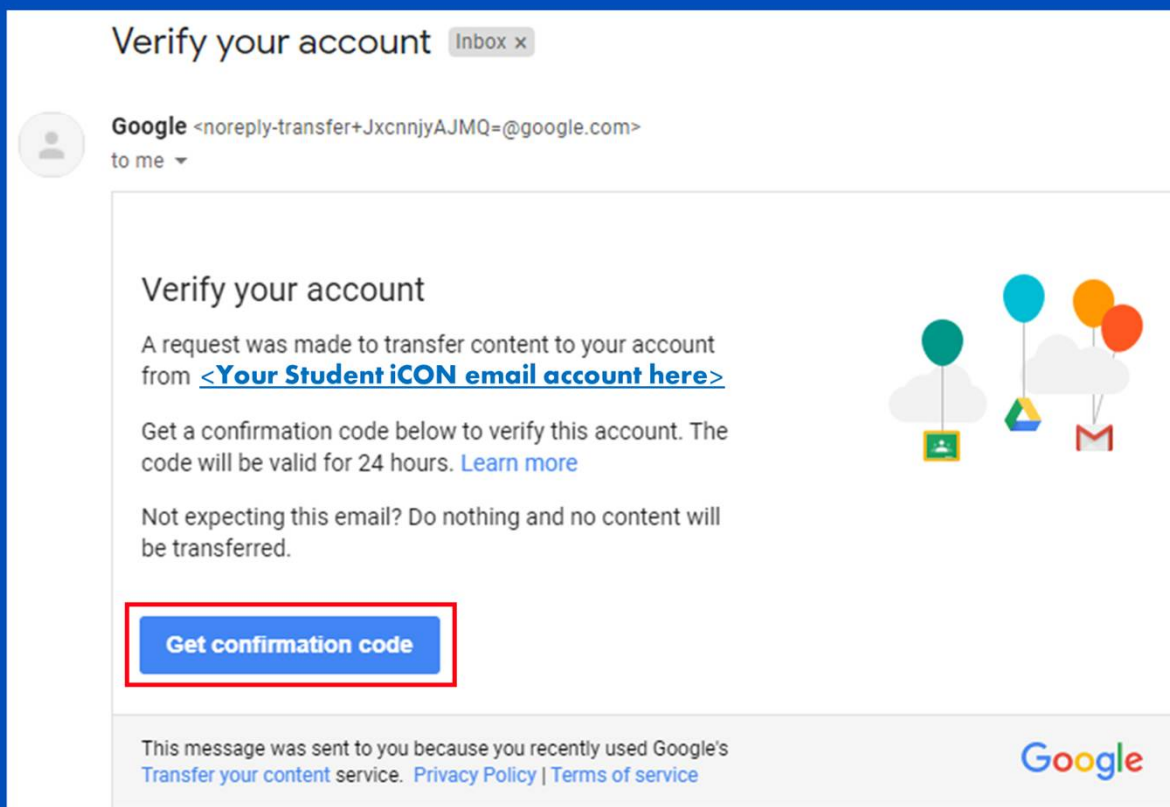 Verify your account Inbox x
Google <noreply-transfer+JxcnnjyAJMQ=@google.com>
to me
Verify your account
A request was made to transfer content to your account
from <Your Student iCON email account here>
Get a confirmation code below to verify this account. The
code will be valid for 24 hours. Learn more
Not expecting this email? Do nothing and no content will
be transferred.
Get confirmation code
This message was sent to you because you recently used Google's
Transfer your content service. Privacy Policy | Terms of service
Google